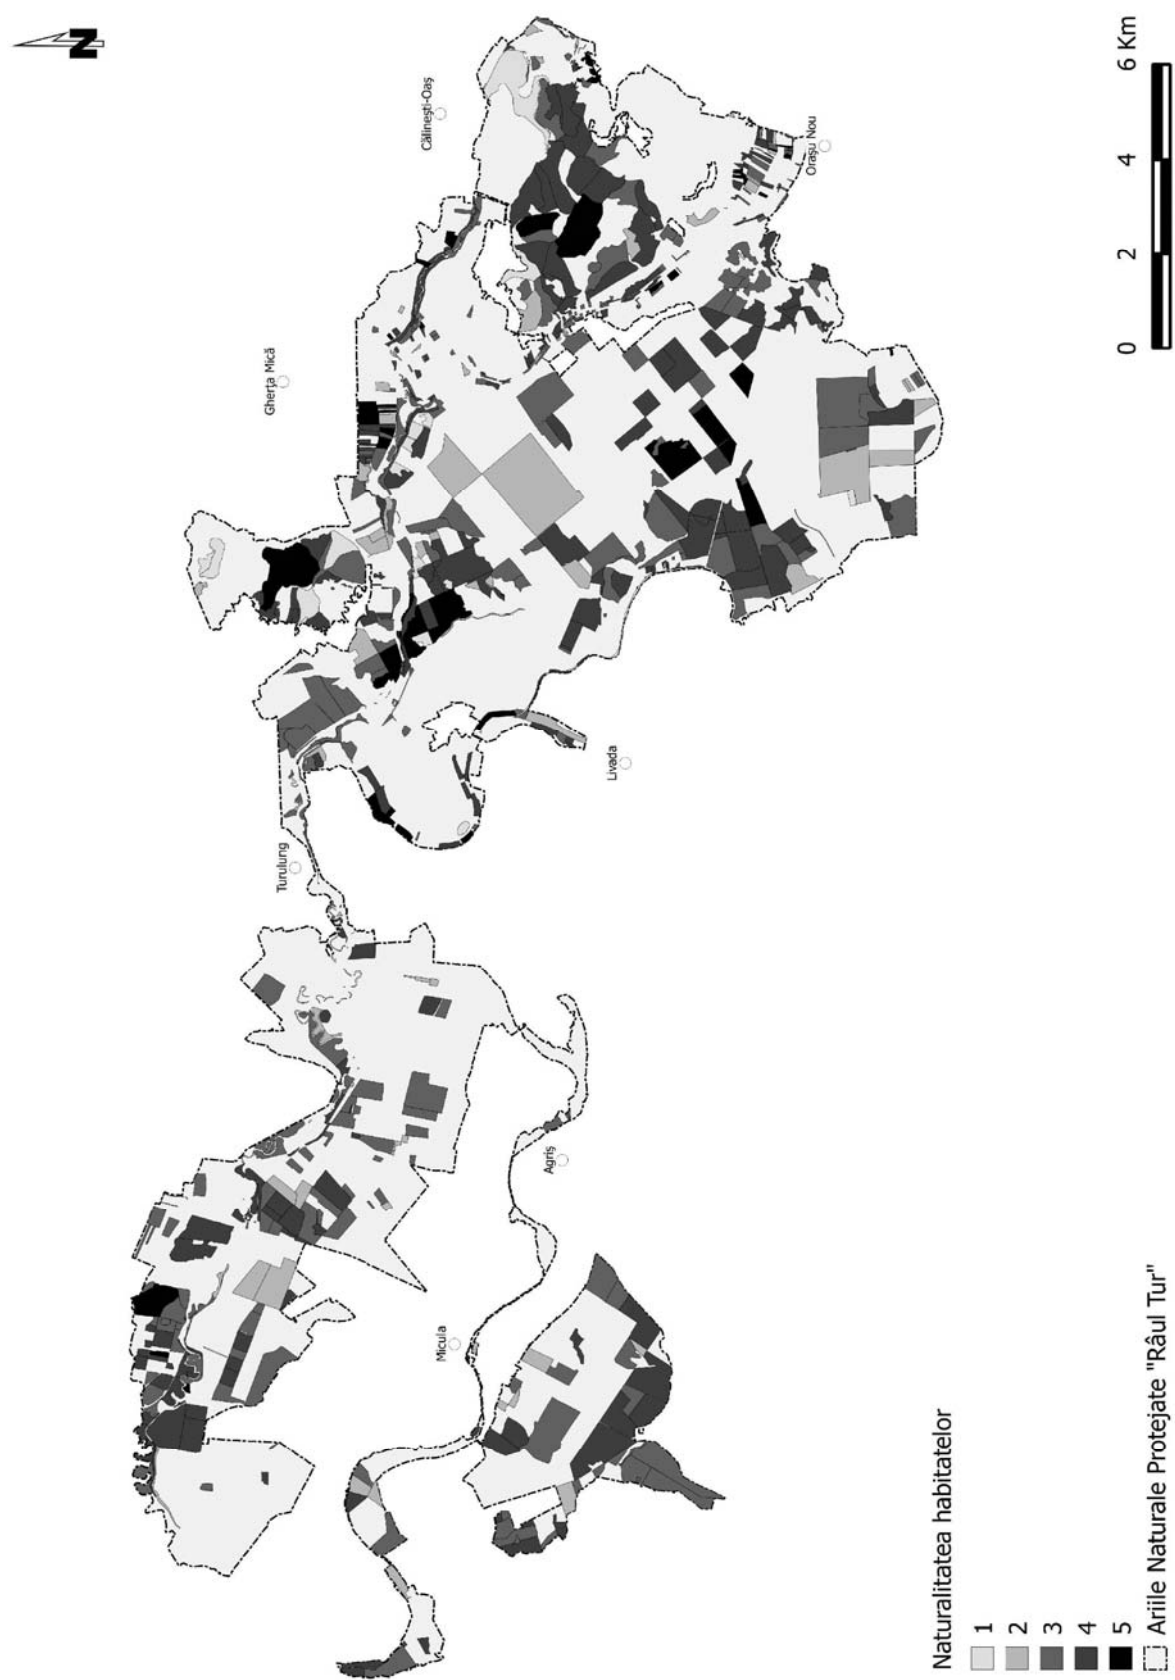 N
Călinești-Oaș
Orașu Nou
Gherța Mică
Livada
Turulung
Agriș
Micula
0 2 4 6 Km
Naturalitatea habitatelor
1
2
3
4
5
Ariile Naturale Protejate "Râul Tur"